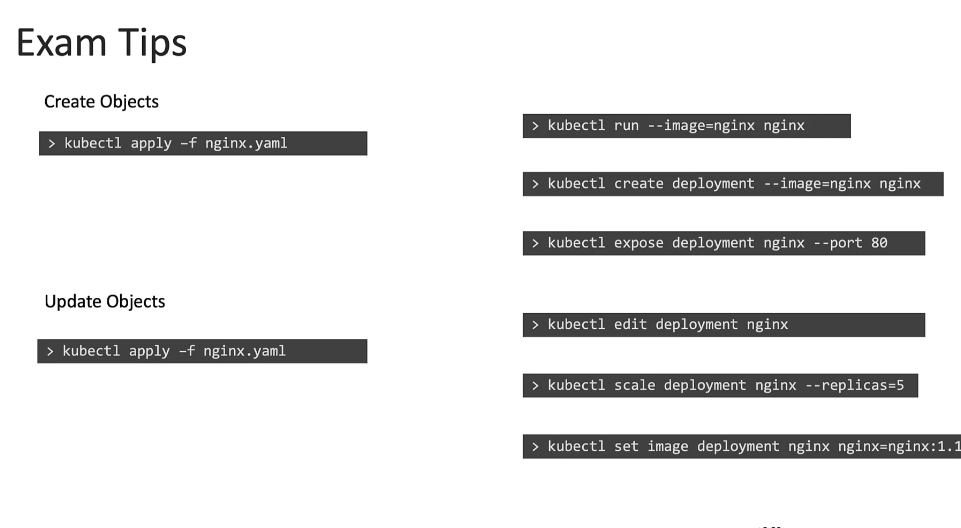 Exam Tips
Create Objects
> kubectl apply –f nginx.yaml
> kubectl run --image=nginx nginx
> kubectl create deployment --image=nginx nginx
> kubectl expose deployment nginx --port 80
Update Objects
> kubectl apply –f nginx.yaml
> kubectl edit deployment nginx
> kubectl scale deployment nginx --replicas=5
> kubectl set image deployment nginx nginx=nginx:1.1